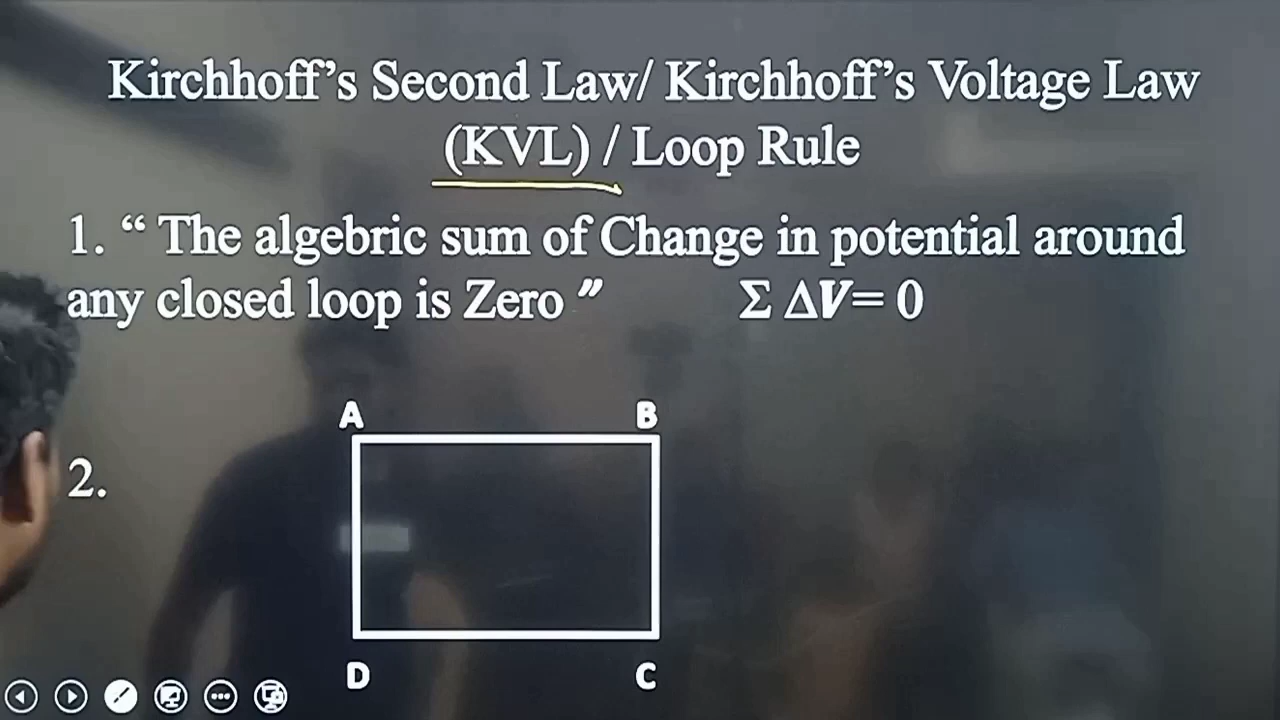 Kirchhoff’s Second Law/ Kirchhoff’s Voltage Law
(KVL) / Loop Rule
1. “ The algebric sum of Change in potential around
any closed loop is Zero ” Σ ΔV= 0
A B
2.
D C